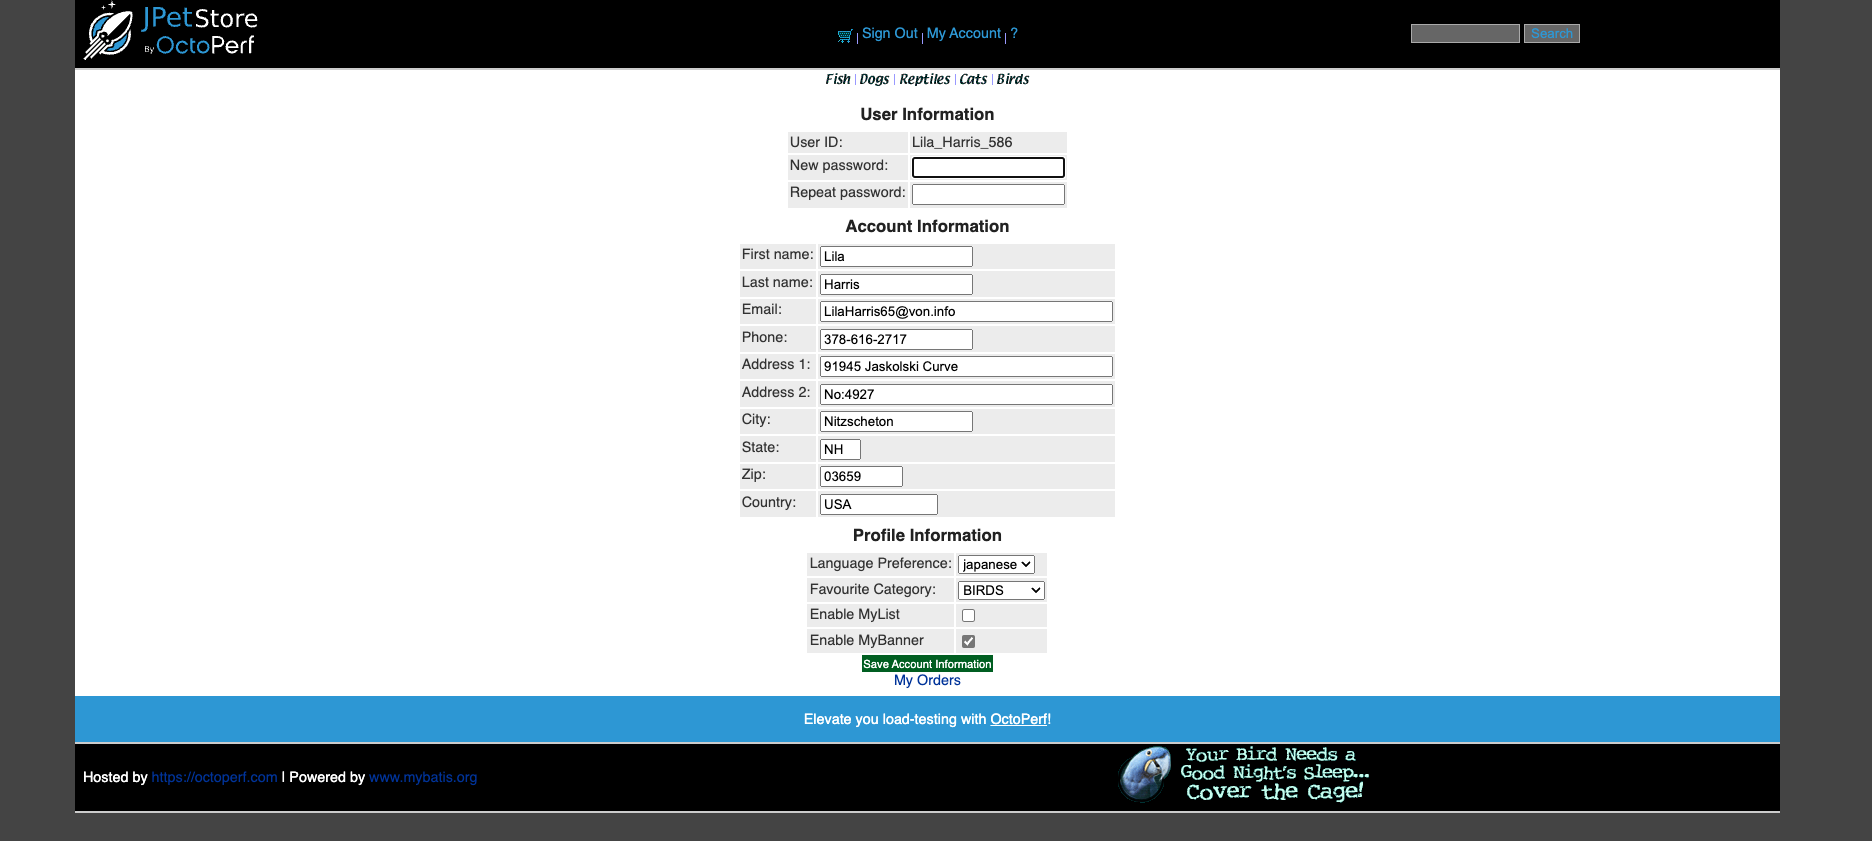 JPetStore
By OctoPerf
| Sign Out | My Account | ?
Search
Fish | Dogs | Reptiles | Cats | Birds
User Information
User ID: Lila_Harris_586
New password:
Repeat password:
Account Information
First name: Lila
Last name: Harris
Email: LilaHarris65@von.info
Phone: 378-616-2717
Address 1: 91945 Jaskolski Curve
Address 2: No:4927
City: Nitzscheton
State: NH
Zip: 03659
Country: USA
Profile Information
Language Preference: japanese
Favourite Category: BIRDS
Enable MyList
Enable MyBanner
Save Account Information
My Orders
Elevate you load-testing with OctoPerf!
Hosted by https://octoperf.com | Powered by www.mybatis.org
Your Bird Needs a
Good Night's Sleep...
Cover the Cage!